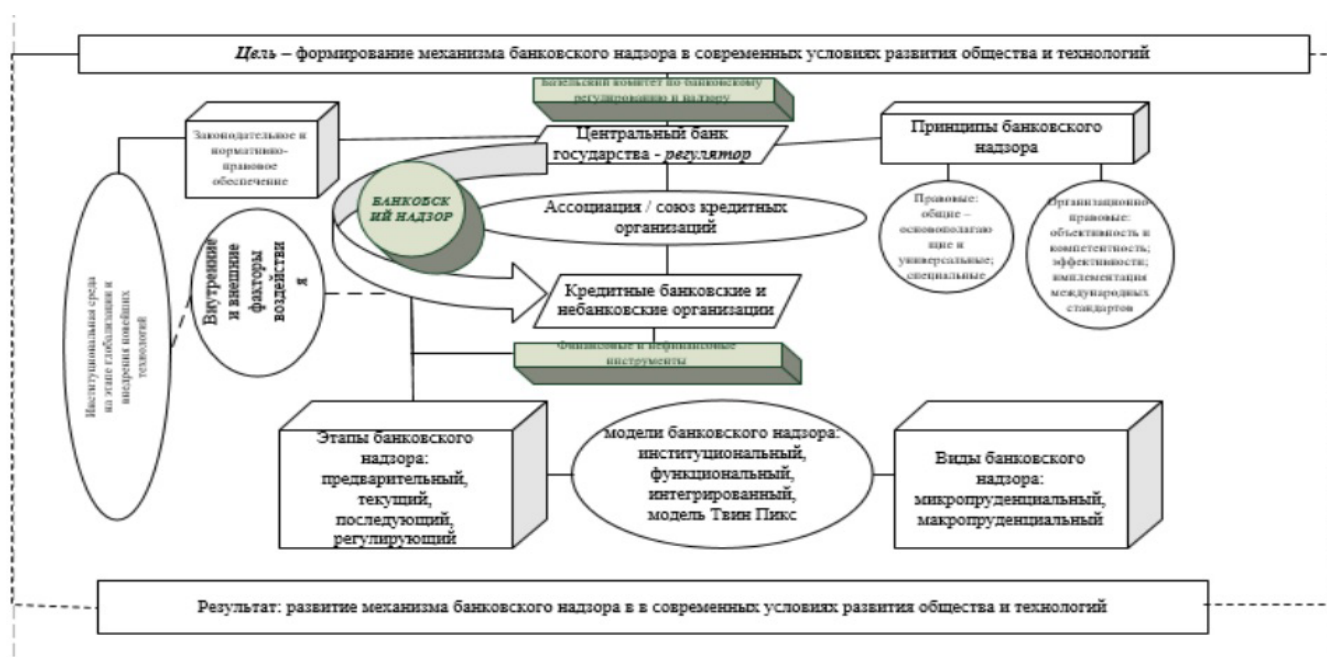 Цель – формирование механизма банковского надзора в современных условиях развития общества и технологий
Базельский комитет по банковскому
регулированию и надзору
Законодательное и
нормативно-
правовое
обеспечение
Центральный банк
государства - регулятор
Принципы банковского
надзора
БАНКОВСК
ИЙ НАДЗОР
Ассоциация / союз кредитных
организаций
Правовые:
общие –
основополагаю
щие и
универсальные;
специальные
Организационно-
правовые:
объективность и
компетентность;
эффективности;
имплементация
международных
стандартов
Институциональная среда
на этапе глобализации и
внедрения новейших
технологий
Внутренние
и внешние
факторы
воздействи
я
Кредитные банковские и
небанковские организации
Финансовые и нефинансовые
инструменты
Этапы банковского
надзора:
предварительный,
текущий,
последующий,
регулирующий
модели банковского надзора:
институциональный,
функциональный,
интегрированный,
модель Твин Пикс
Виды банковского
надзора:
микропруденциальный,
макропруденциальный
Результат: развитие механизма банковского надзора в в современных условиях развития общества и технологий